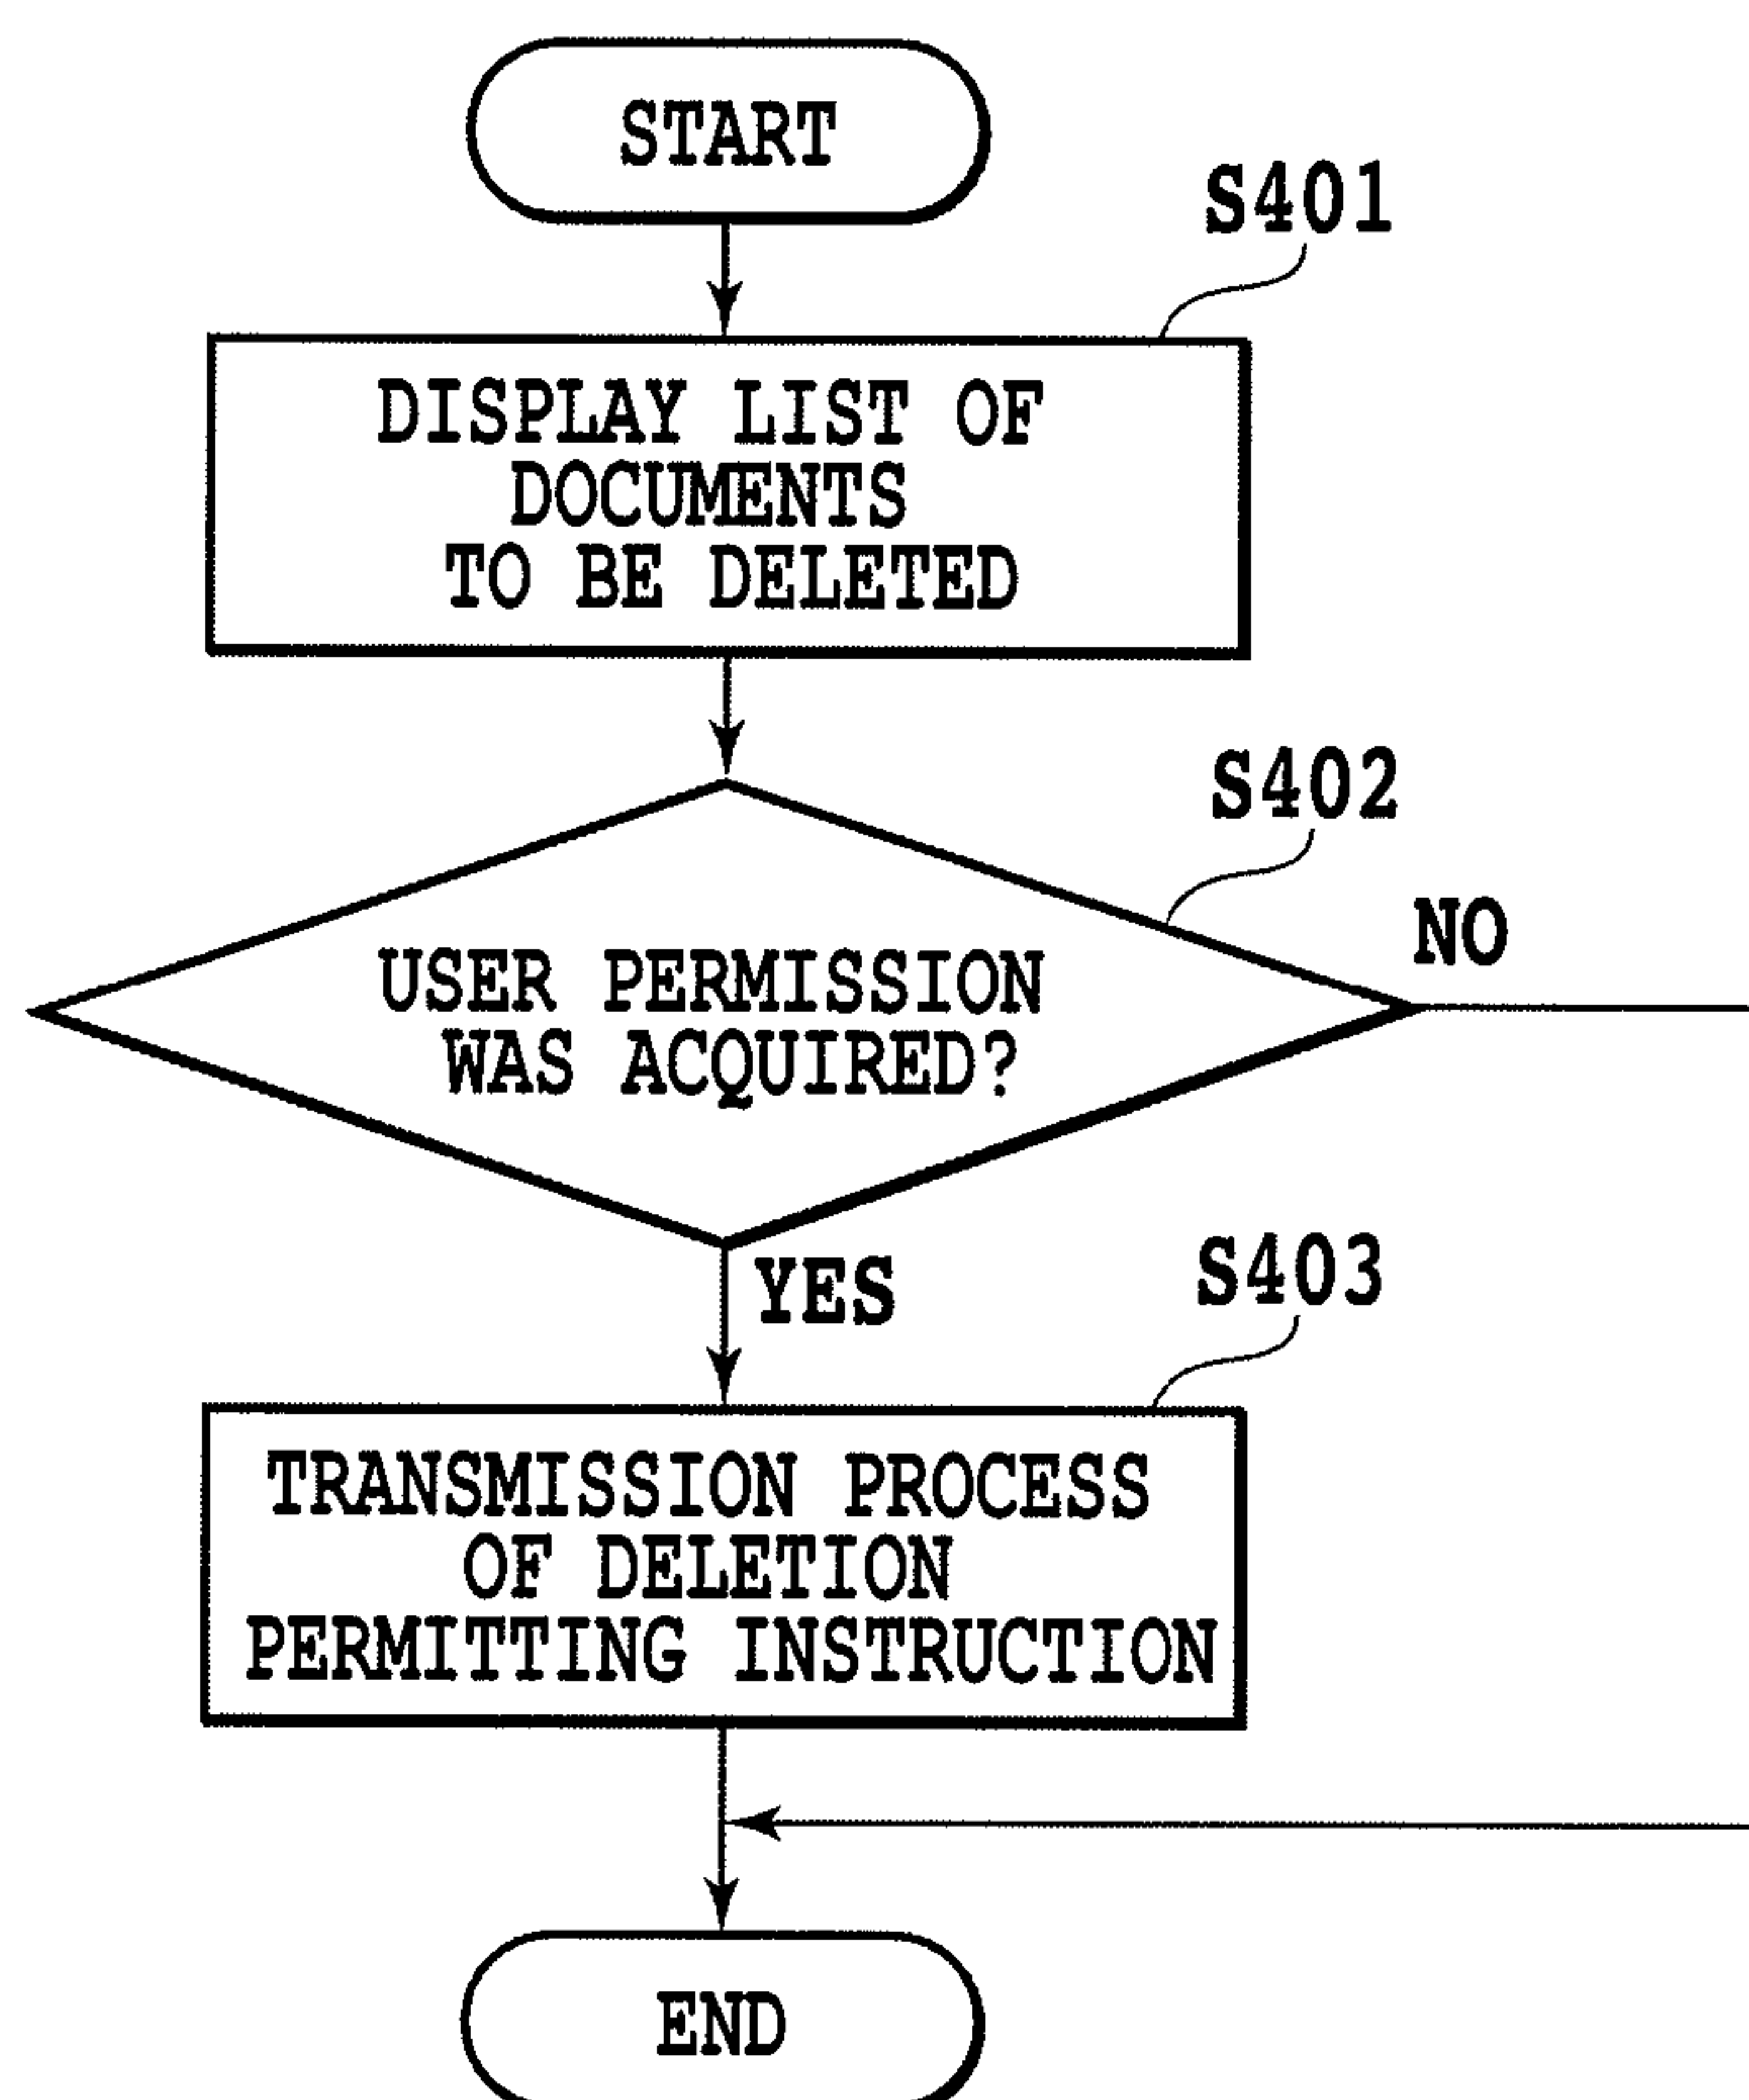 START
S401
DISPLAY LIST OF
DOCUMENTS
TO BE DELETED
S402
NO
USER PERMISSION
WAS ACQUIRED?
YES
S403
TRANSMISSION PROCESS
OF DELETION
PERMITTING INSTRUCTION
END